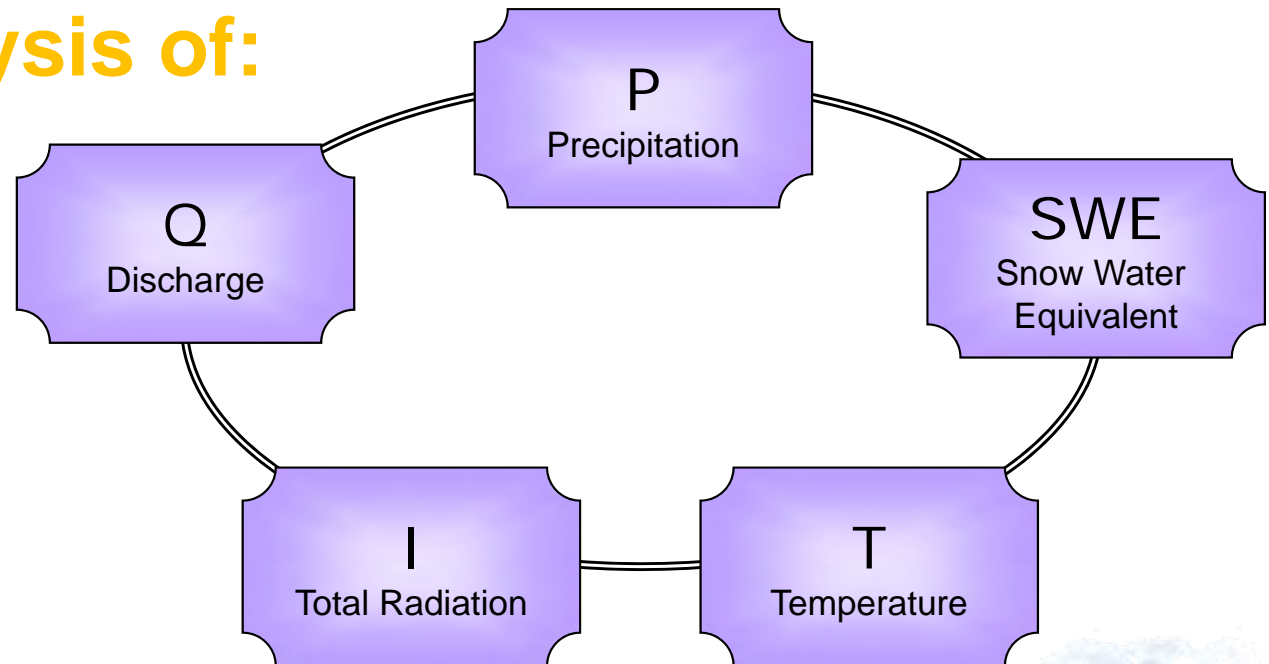 ysis of:
P
Precipitation
Q
Discharge
SWE
Snow Water
Equivalent
I
Total Radiation
T
Temperature